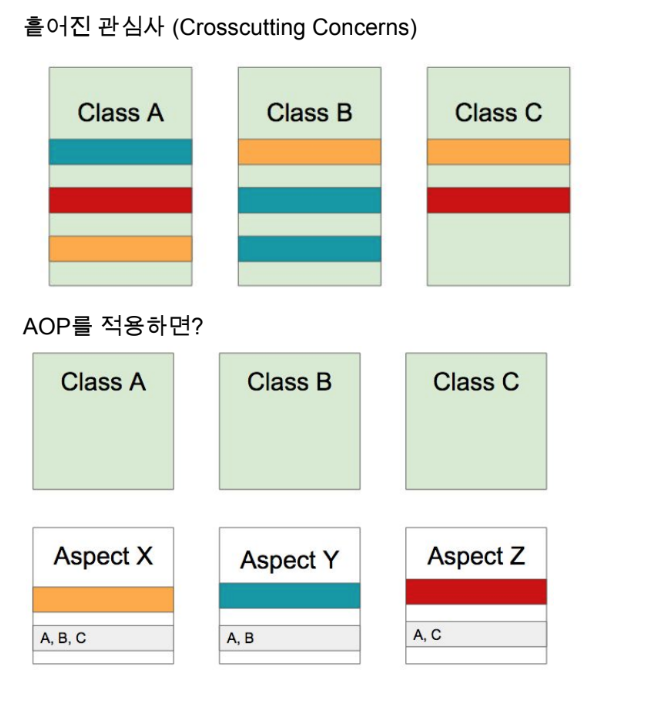 흩어진 관심사 (Crosscutting Concerns)
Class A
Class B
Class C
AOP를 적용하면?
Class A
Class B
Class C
Aspect X
Aspect Y
Aspect Z
A, B, C
A, B
A, C